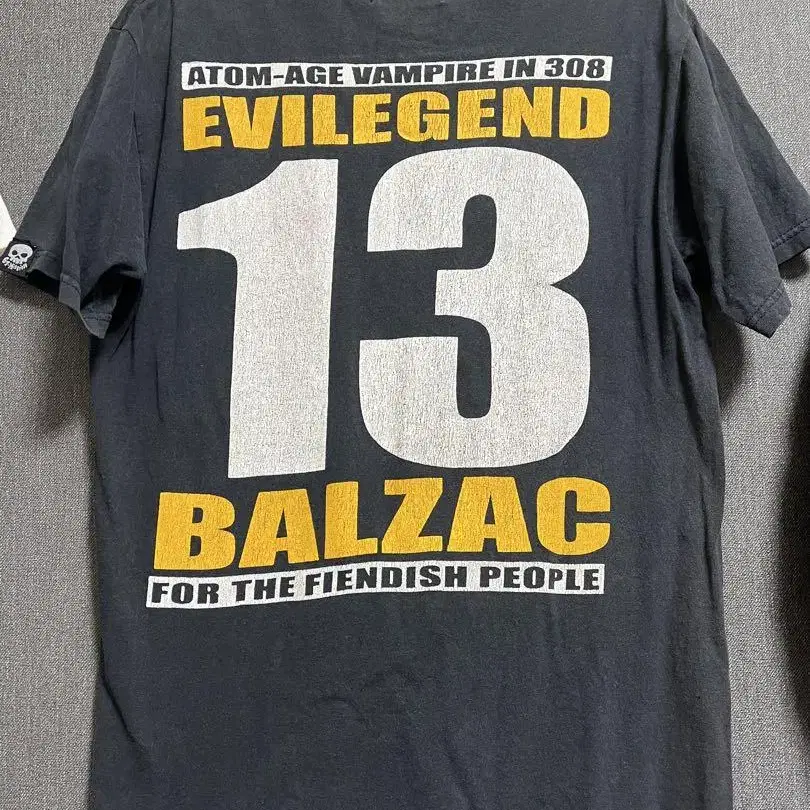 ATOM-AGE VAMPIRE IN 308
EVILEGEND
13
BALZAC
FOR THE FIENDISH PEOPLE